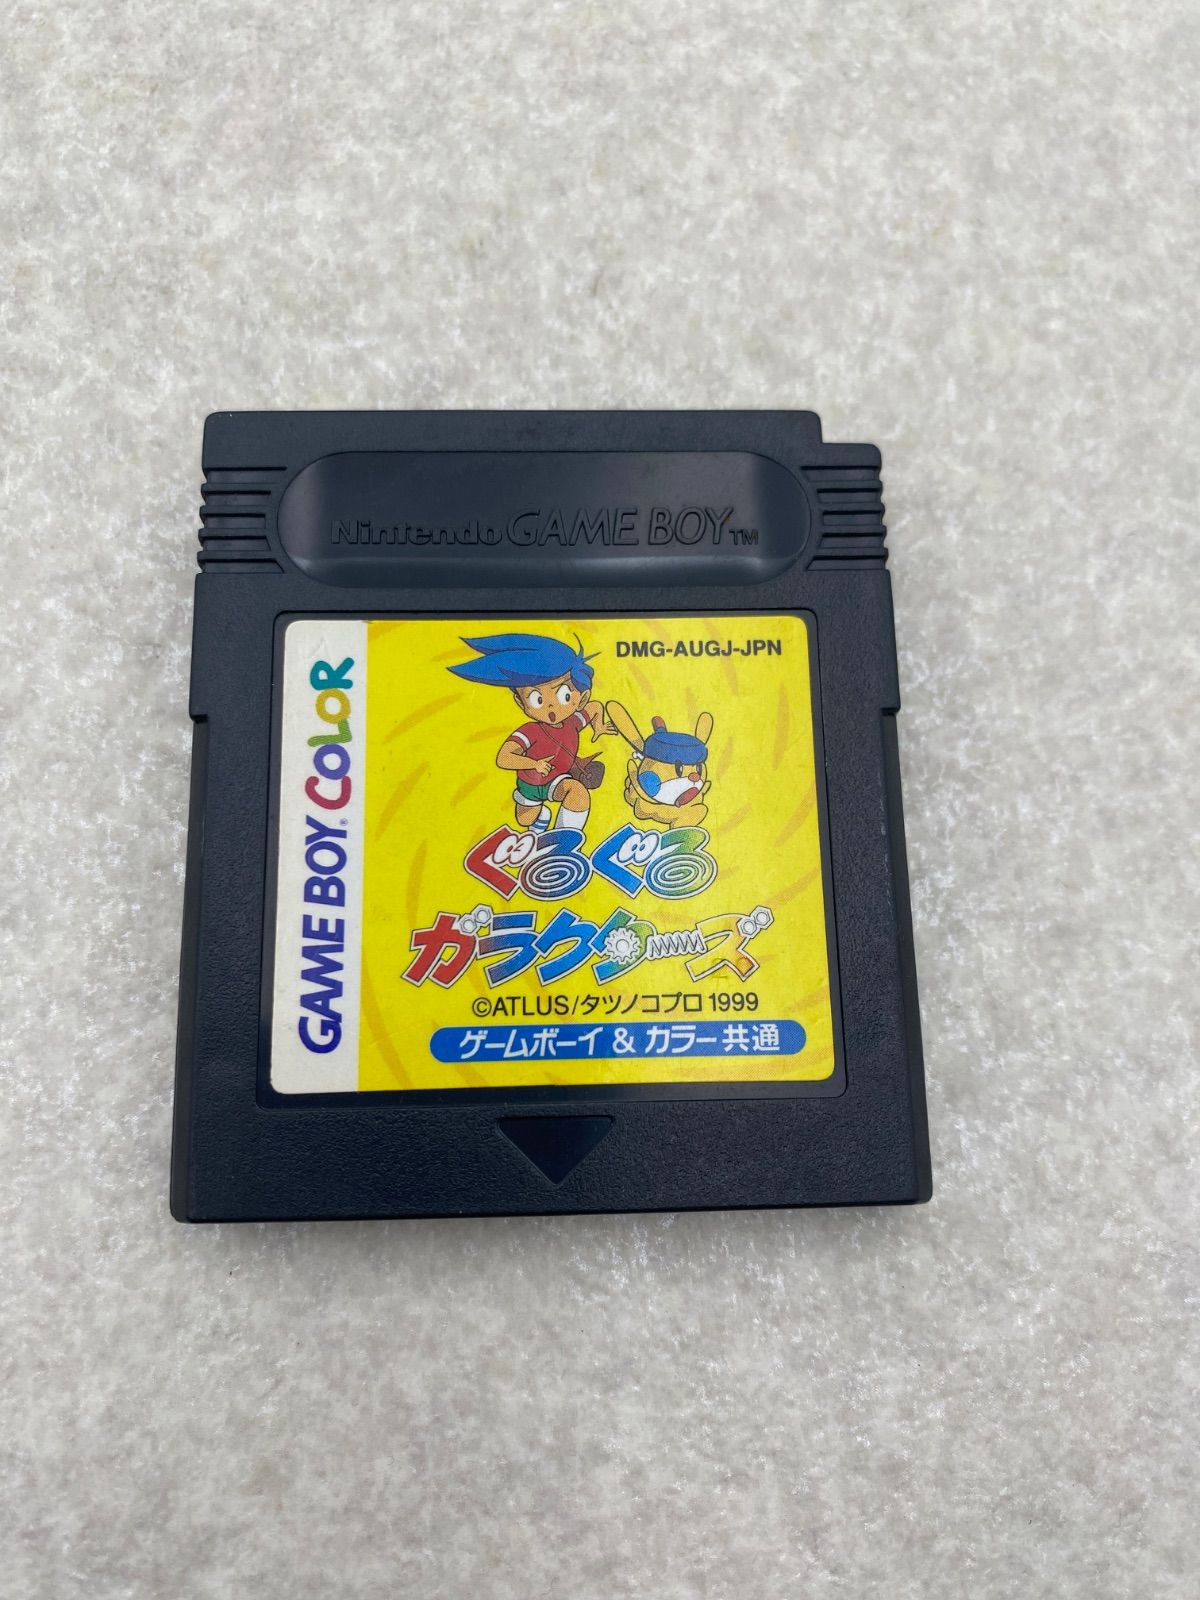 Nintendo GAME BOY TM
GAME BOY COLOR
DMG-AUGJ-JPN
ぐるぐる
ガラクターズ
©ATLUS/タツノコプロ 1999
ゲームボーイ & カラー共通